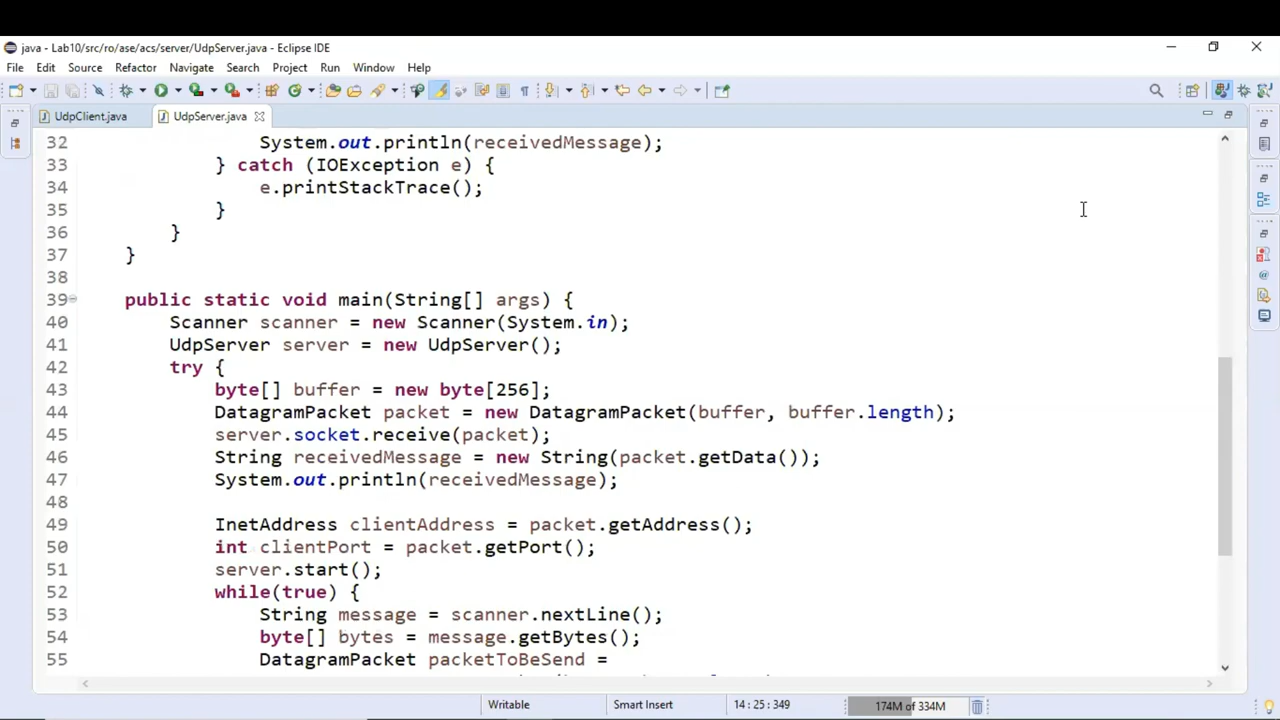 java - Lab10/src/ro/ase/acs/server/UdpServer.java - Eclipse IDE
File Edit Source Refactor Navigate Search Project Run Window Help
UdpClient.java UdpServer.java
32 System.out.println(receivedMessage);
33 } catch (IOException e) {
34 e.printStackTrace();
35 }
36 }
37 }
38
39 public static void main(String[] args) {
40 Scanner scanner = new Scanner(System.in);
41 UdpServer server = new UdpServer();
42 try {
43 byte[] buffer = new byte[256];
44 DatagramPacket packet = new DatagramPacket(buffer, buffer.length);
45 server.socket.receive(packet);
46 String receivedMessage = new String(packet.getData());
47 System.out.println(receivedMessage);
48
49 InetAddress clientAddress = packet.getAddress();
50 int clientPort = packet.getPort();
51 server.start();
52 while(true) {
53 String message = scanner.nextLine();
54 byte[] bytes = message.getBytes();
55 DatagramPacket packetToBeSend =
Writable Smart Insert 14 : 25 : 349 174M of 334M